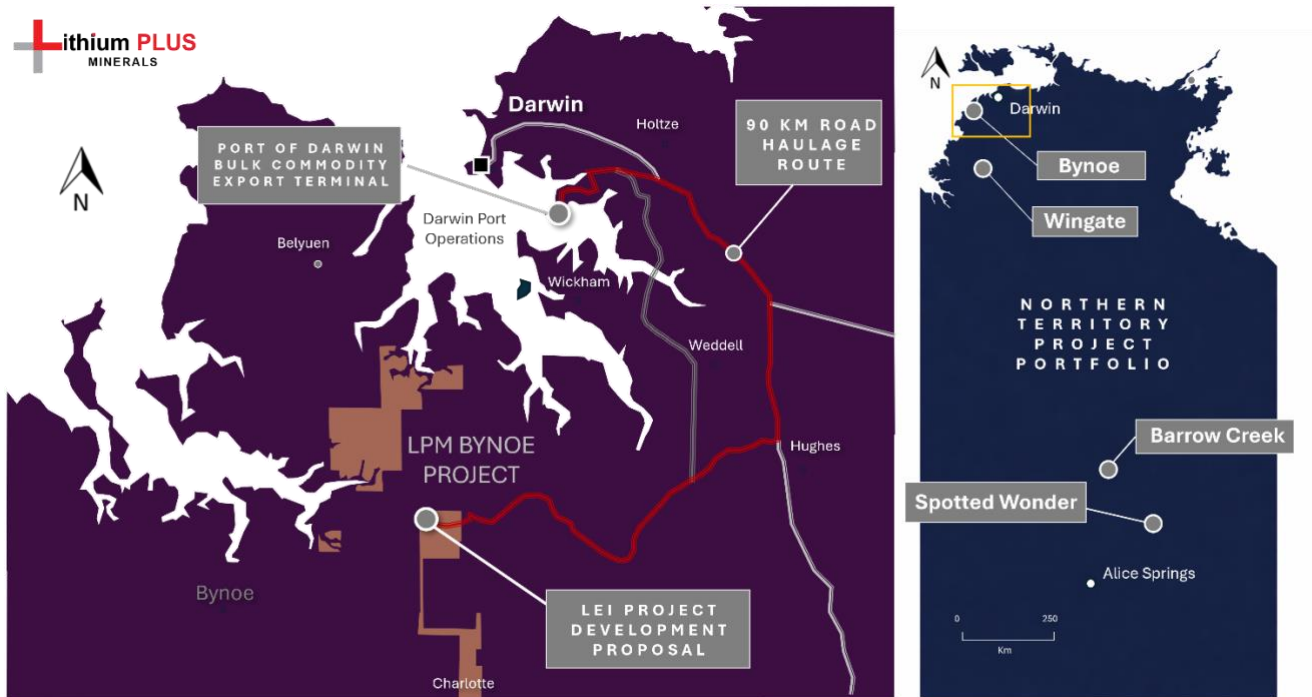 Lithium PLUS
MINERALS
N
Darwin
Holtze
PORT OF DARWIN
BULK COMMODITY
EXPORT TERMINAL
90 KM ROAD
HAULAGE
ROUTE
Darwin Port
Operations
Belyuen
Wickham
Weddell
Hughes
LPM BYNOE
PROJECT
Bynoe
LEI PROJECT
DEVELOPMENT
PROPOSAL
Charlotte
N
Darwin
Bynoe
Wingate
NORTHERN
TERRITORY
PROJECT
PORTFOLIO
Barrow Creek
Spotted Wonder
Alice Springs
0 250
Km